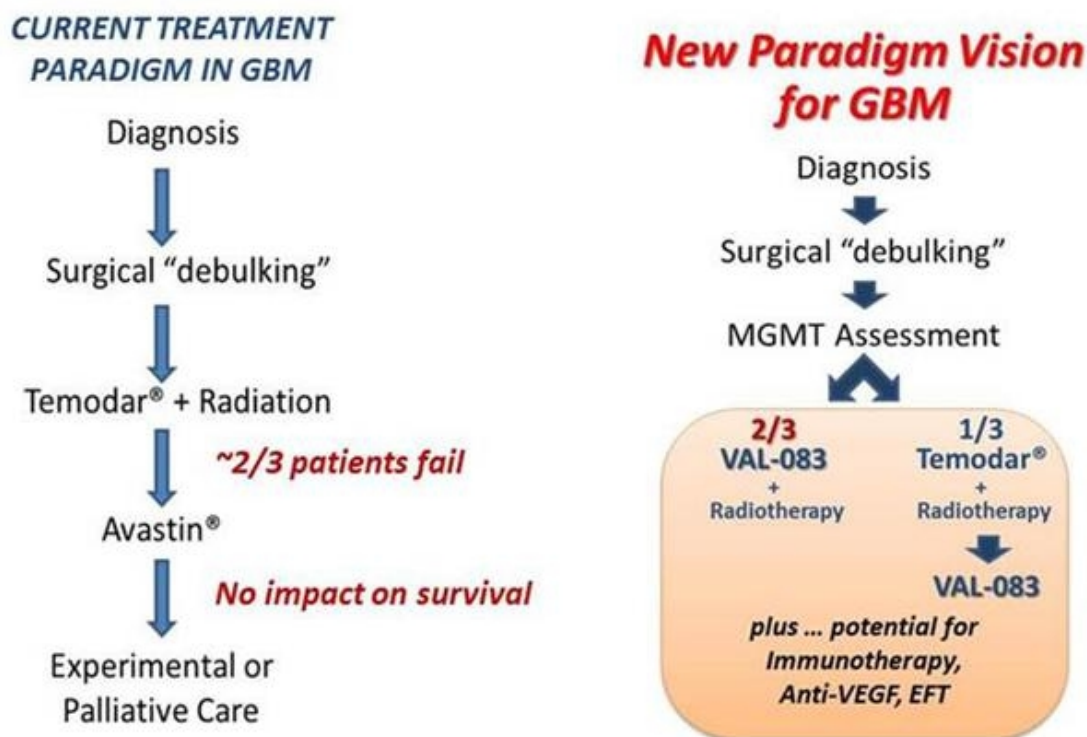 CURRENT TREATMENT
PARADIGM IN GBM
Diagnosis
Surgical “debulking”
Temodar® + Radiation
~2/3 patients fail
Avastin®
No impact on survival
Experimental or
Palliative Care
New Paradigm Vision
for GBM
Diagnosis
Surgical “debulking”
MGMT Assessment
2/3
VAL-083
+
Radiotherapy
1/3
Temodar®
+
Radiotherapy
VAL-083
plus ... potential for
Immunotherapy,
Anti-VEGF, EFT